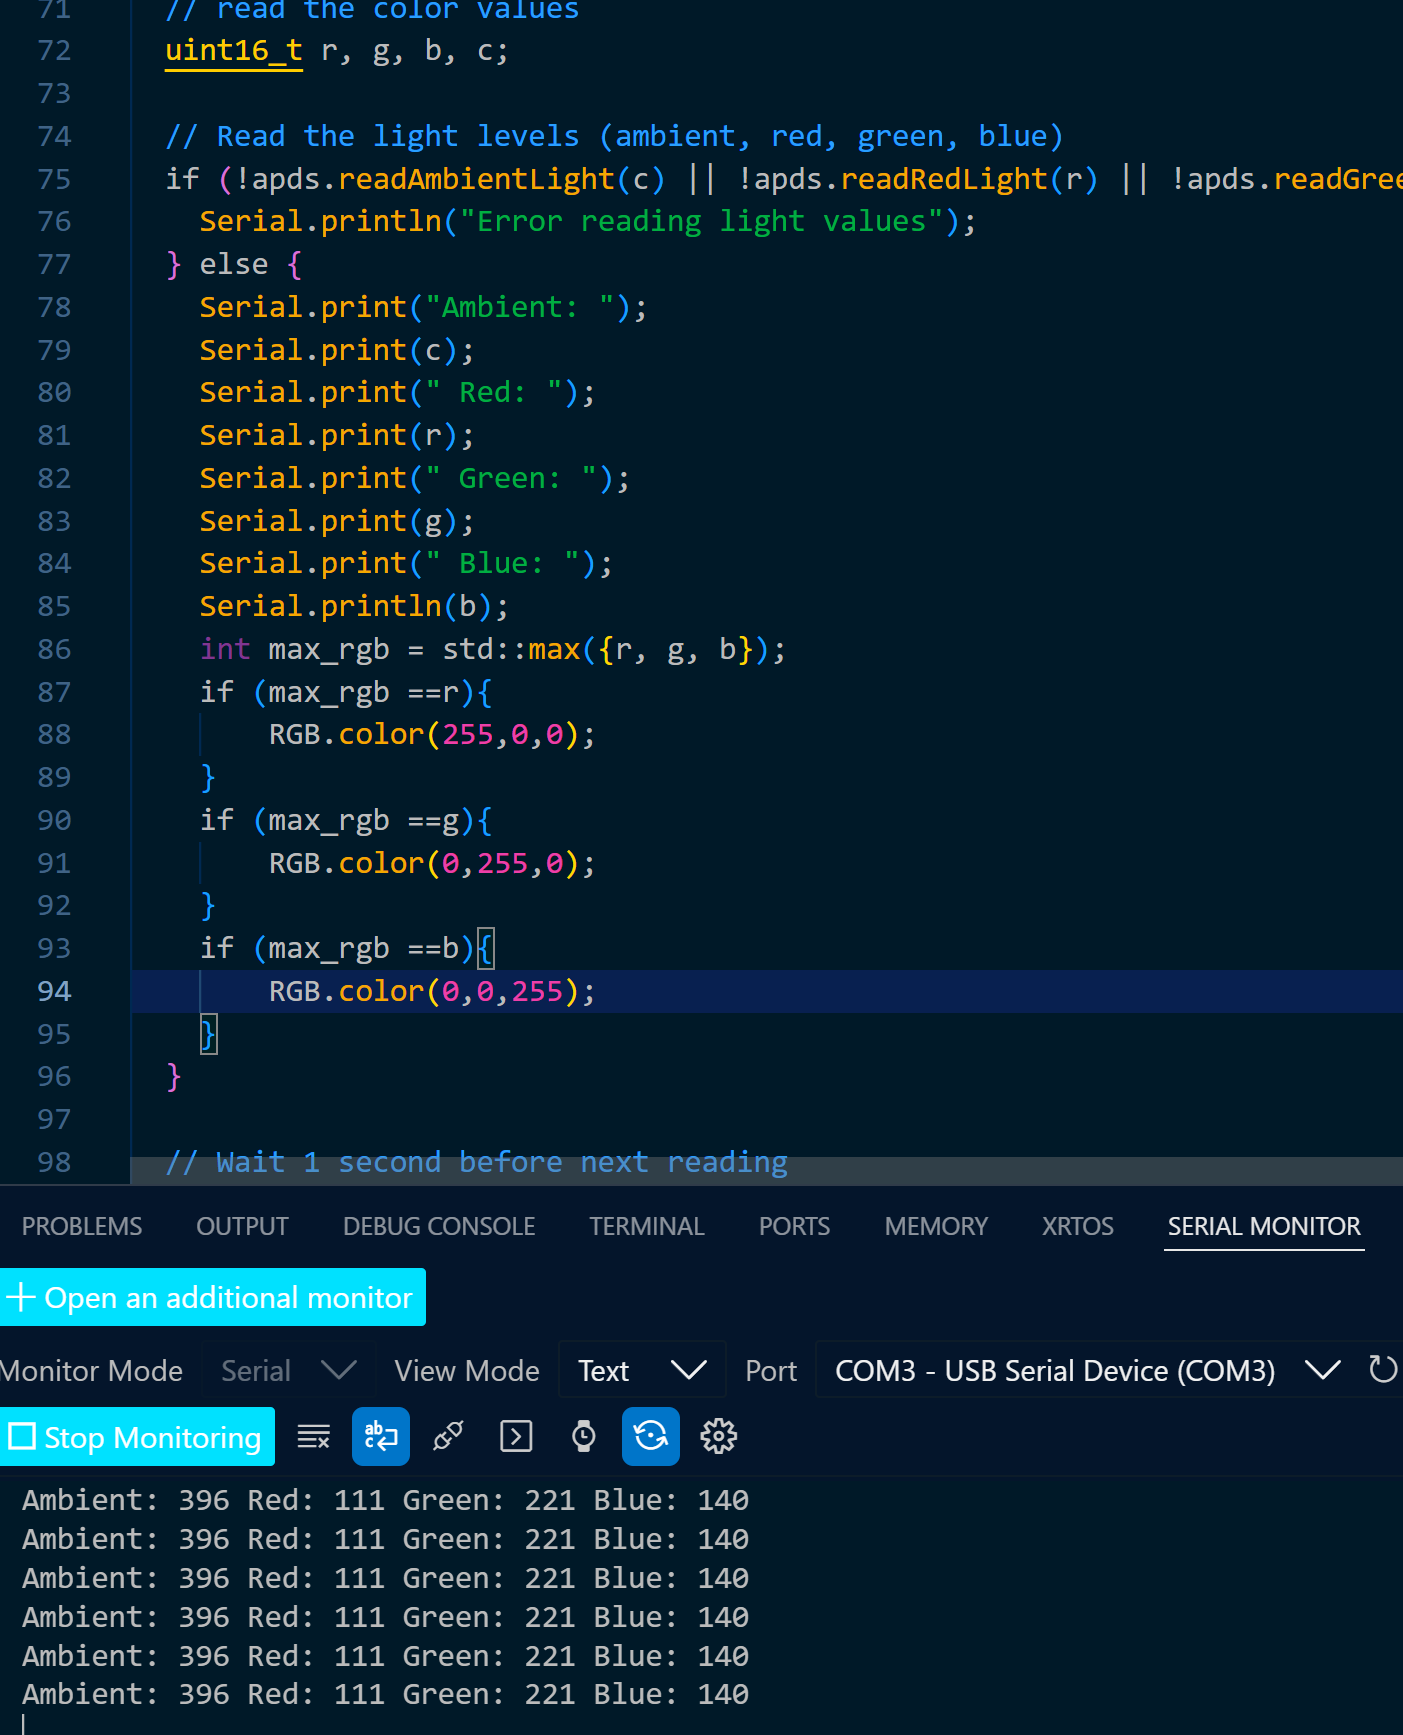 71 // read the color values
72 uint16_t r, g, b, c;
73
74 // Read the light levels (ambient, red, green, blue)
75 if (!apds.readAmbientLight(c) || !apds.readRedLight(r) || !apds.readGree
76 Serial.println("Error reading light values");
77 } else {
78 Serial.print("Ambient: ");
79 Serial.print(c);
80 Serial.print(" Red: ");
81 Serial.print(r);
82 Serial.print(" Green: ");
83 Serial.print(g);
84 Serial.print(" Blue: ");
85 Serial.println(b);
86 int max_rgb = std::max({r, g, b});
87 if (max_rgb ==r){
88 RGB.color(255,0,0);
89 }
90 if (max_rgb ==g){
91 RGB.color(0,255,0);
92 }
93 if (max_rgb ==b){
94 RGB.color(0,0,255);
95 }
96 }
97
98 // Wait 1 second before next reading
PROBLEMS OUTPUT DEBUG CONSOLE TERMINAL PORTS MEMORY XRTOS SERIAL MONITOR
Open an additional monitor
Monitor Mode Serial View Mode Text Port COM3 - USB Serial Device (COM3)
Stop Monitoring
Ambient: 396 Red: 111 Green: 221 Blue: 140
Ambient: 396 Red: 111 Green: 221 Blue: 140
Ambient: 396 Red: 111 Green: 221 Blue: 140
Ambient: 396 Red: 111 Green: 221 Blue: 140
Ambient: 396 Red: 111 Green: 221 Blue: 140
Ambient: 396 Red: 111 Green: 221 Blue: 140